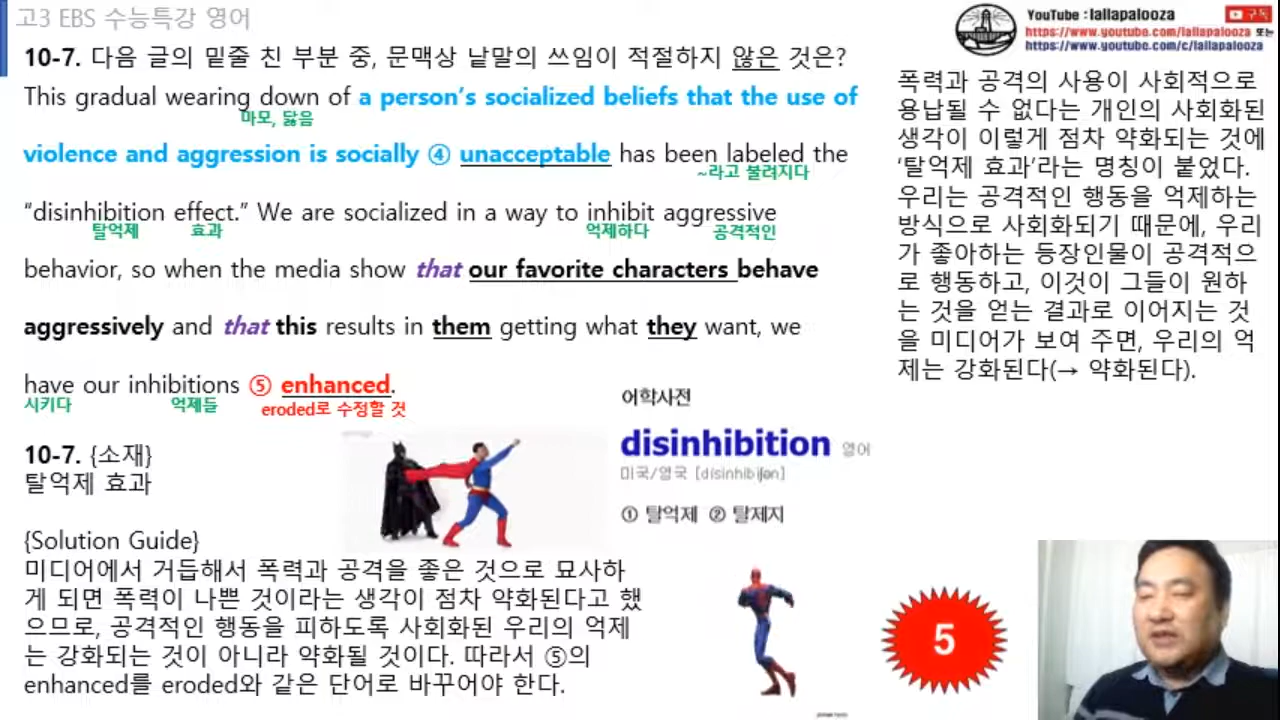 고3 EBS 수능특강 영어
YouTube : lallapalooza
구독
https://www.youtube.com/lallapalooza 또는
https://www.youtube.com/c/lallapalooza
10-7. 다음 글의 밑줄 친 부분 중, 문맥상 낱말의 쓰임이 적절하지 않은 것은?
This gradual wearing down of a person's socialized beliefs that the use of
마모, 닳음
violence and aggression is socially ④ unacceptable has been labeled the
~라고 불려지다
“disinhibition effect.” We are socialized in a way to inhibit aggressive
탈억제 효과 억제하다 공격적인
behavior, so when the media show that our favorite characters behave
aggressively and that this results in them getting what they want, we
have our inhibitions ⑤ enhanced.
시키다 억제들 eroded로 수정할 것
폭력과 공격의 사용이 사회적으로
용납될 수 없다는 개인의 사회화된
생각이 이렇게 점차 약화되는 것에
‘탈억제 효과’라는 명칭이 붙었다.
우리는 공격적인 행동을 억제하는
방식으로 사회화되기 때문에, 우리
가 좋아하는 등장인물이 공격적으
로 행동하고, 이것이 그들이 원하
는 것을 얻는 결과로 이어지는 것
을 미디어가 보여 주면, 우리의 억
제는 강화된다(→ 약화된다).
10-7. {소재}
탈억제 효과
어학사전
disinhibition 영어
미국/영국 [disinhibíʃən]
① 탈억제 ② 탈제지
{Solution Guide}
미디어에서 거듭해서 폭력과 공격을 좋은 것으로 묘사하
게 되면 폭력이 나쁜 것이라는 생각이 점차 약화된다고 했
으므로, 공격적인 행동을 피하도록 사회화된 우리의 억제
는 강화되는 것이 아니라 약화될 것이다. 따라서 ⑤의
enhanced를 eroded와 같은 단어로 바꾸어야 한다.
5